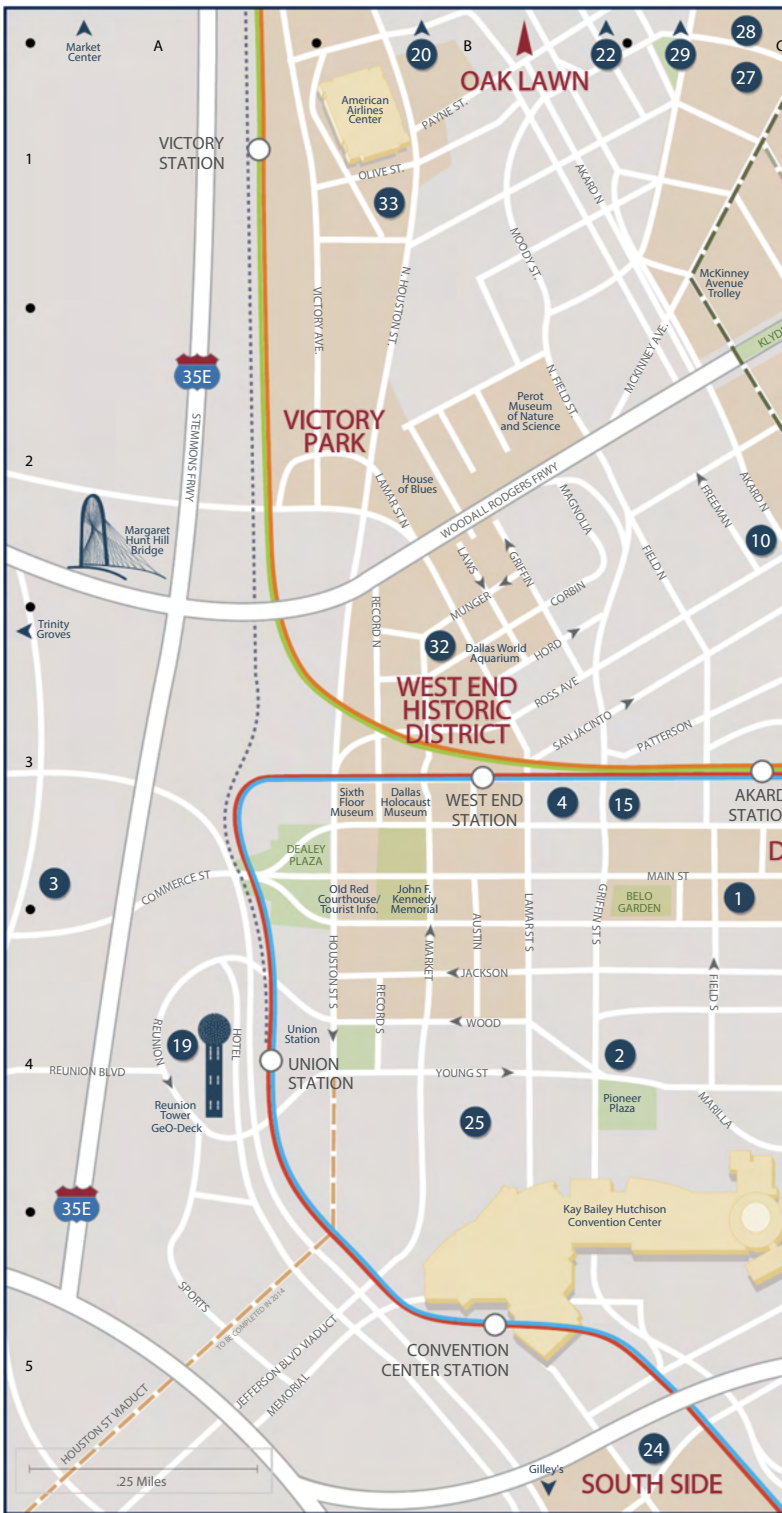 Market
Center
A
20
B
22
29
28
C
27
OAK LAWN
American
Airlines
Center
PAYNE ST.
VICTORY
STATION
1
OLIVE ST.
33
AKARD N
MOODY ST.
McKinney
Avenue
Trolley
N. HOUSTON ST.
VICTORY AVE.
MCKINNEY AVE.
KLYD
35E
N. FIELD ST.
Perot
Museum
of Nature
and Science
STEMMONS FRWY
VICTORY
PARK
2
House
of Blues
LAMAR ST N
WOODALL RODGERS FRWY
MAGNOLIA
FREEMAN
AKARD N
10
Margaret
Hunt Hill
Bridge
LAWS
GRIFFIN
FIELD N
MUNGER
CORBIN
RECORD N
Trinity
Groves
32
Dallas World
Aquarium
HORD
WEST END
HISTORIC
DISTRICT
ROSS AVE
SAN JACINTO
PATTERSON
3
Sixth
Floor
Museum
Dallas
Holocaust
Museum
WEST END
STATION
4
15
AKARD
STATIO
DEALEY
PLAZA
D
3
COMMERCE ST
MAIN ST
Old Red
Courthouse/
Tourist Info.
John F.
Kennedy
Memorial
BELO
GARDEN
1
AUSTIN
LAMAR ST S
GRIFFIN ST S
HOUSTON ST S
MARKET
JACKSON
FIELD S
RECORD S
WOOD
REUNION
19
HOTEL
Union
Station
UNION
STATION
2
4
REUNION BLVD
YOUNG ST
Reunion
Tower
GeO-Deck
25
Pioneer
Plaza
MARILLA
35E
Kay Bailey Hutchison
Convention Center
SPORTS
TO BE COMPLETED IN 2014
CONVENTION
CENTER STATION
JEFFERSON BLVD VIADUCT
MEMORIAL
5
HOUSTON ST VIADUCT
24
.25 Miles
Gilley's
SOUTH SIDE